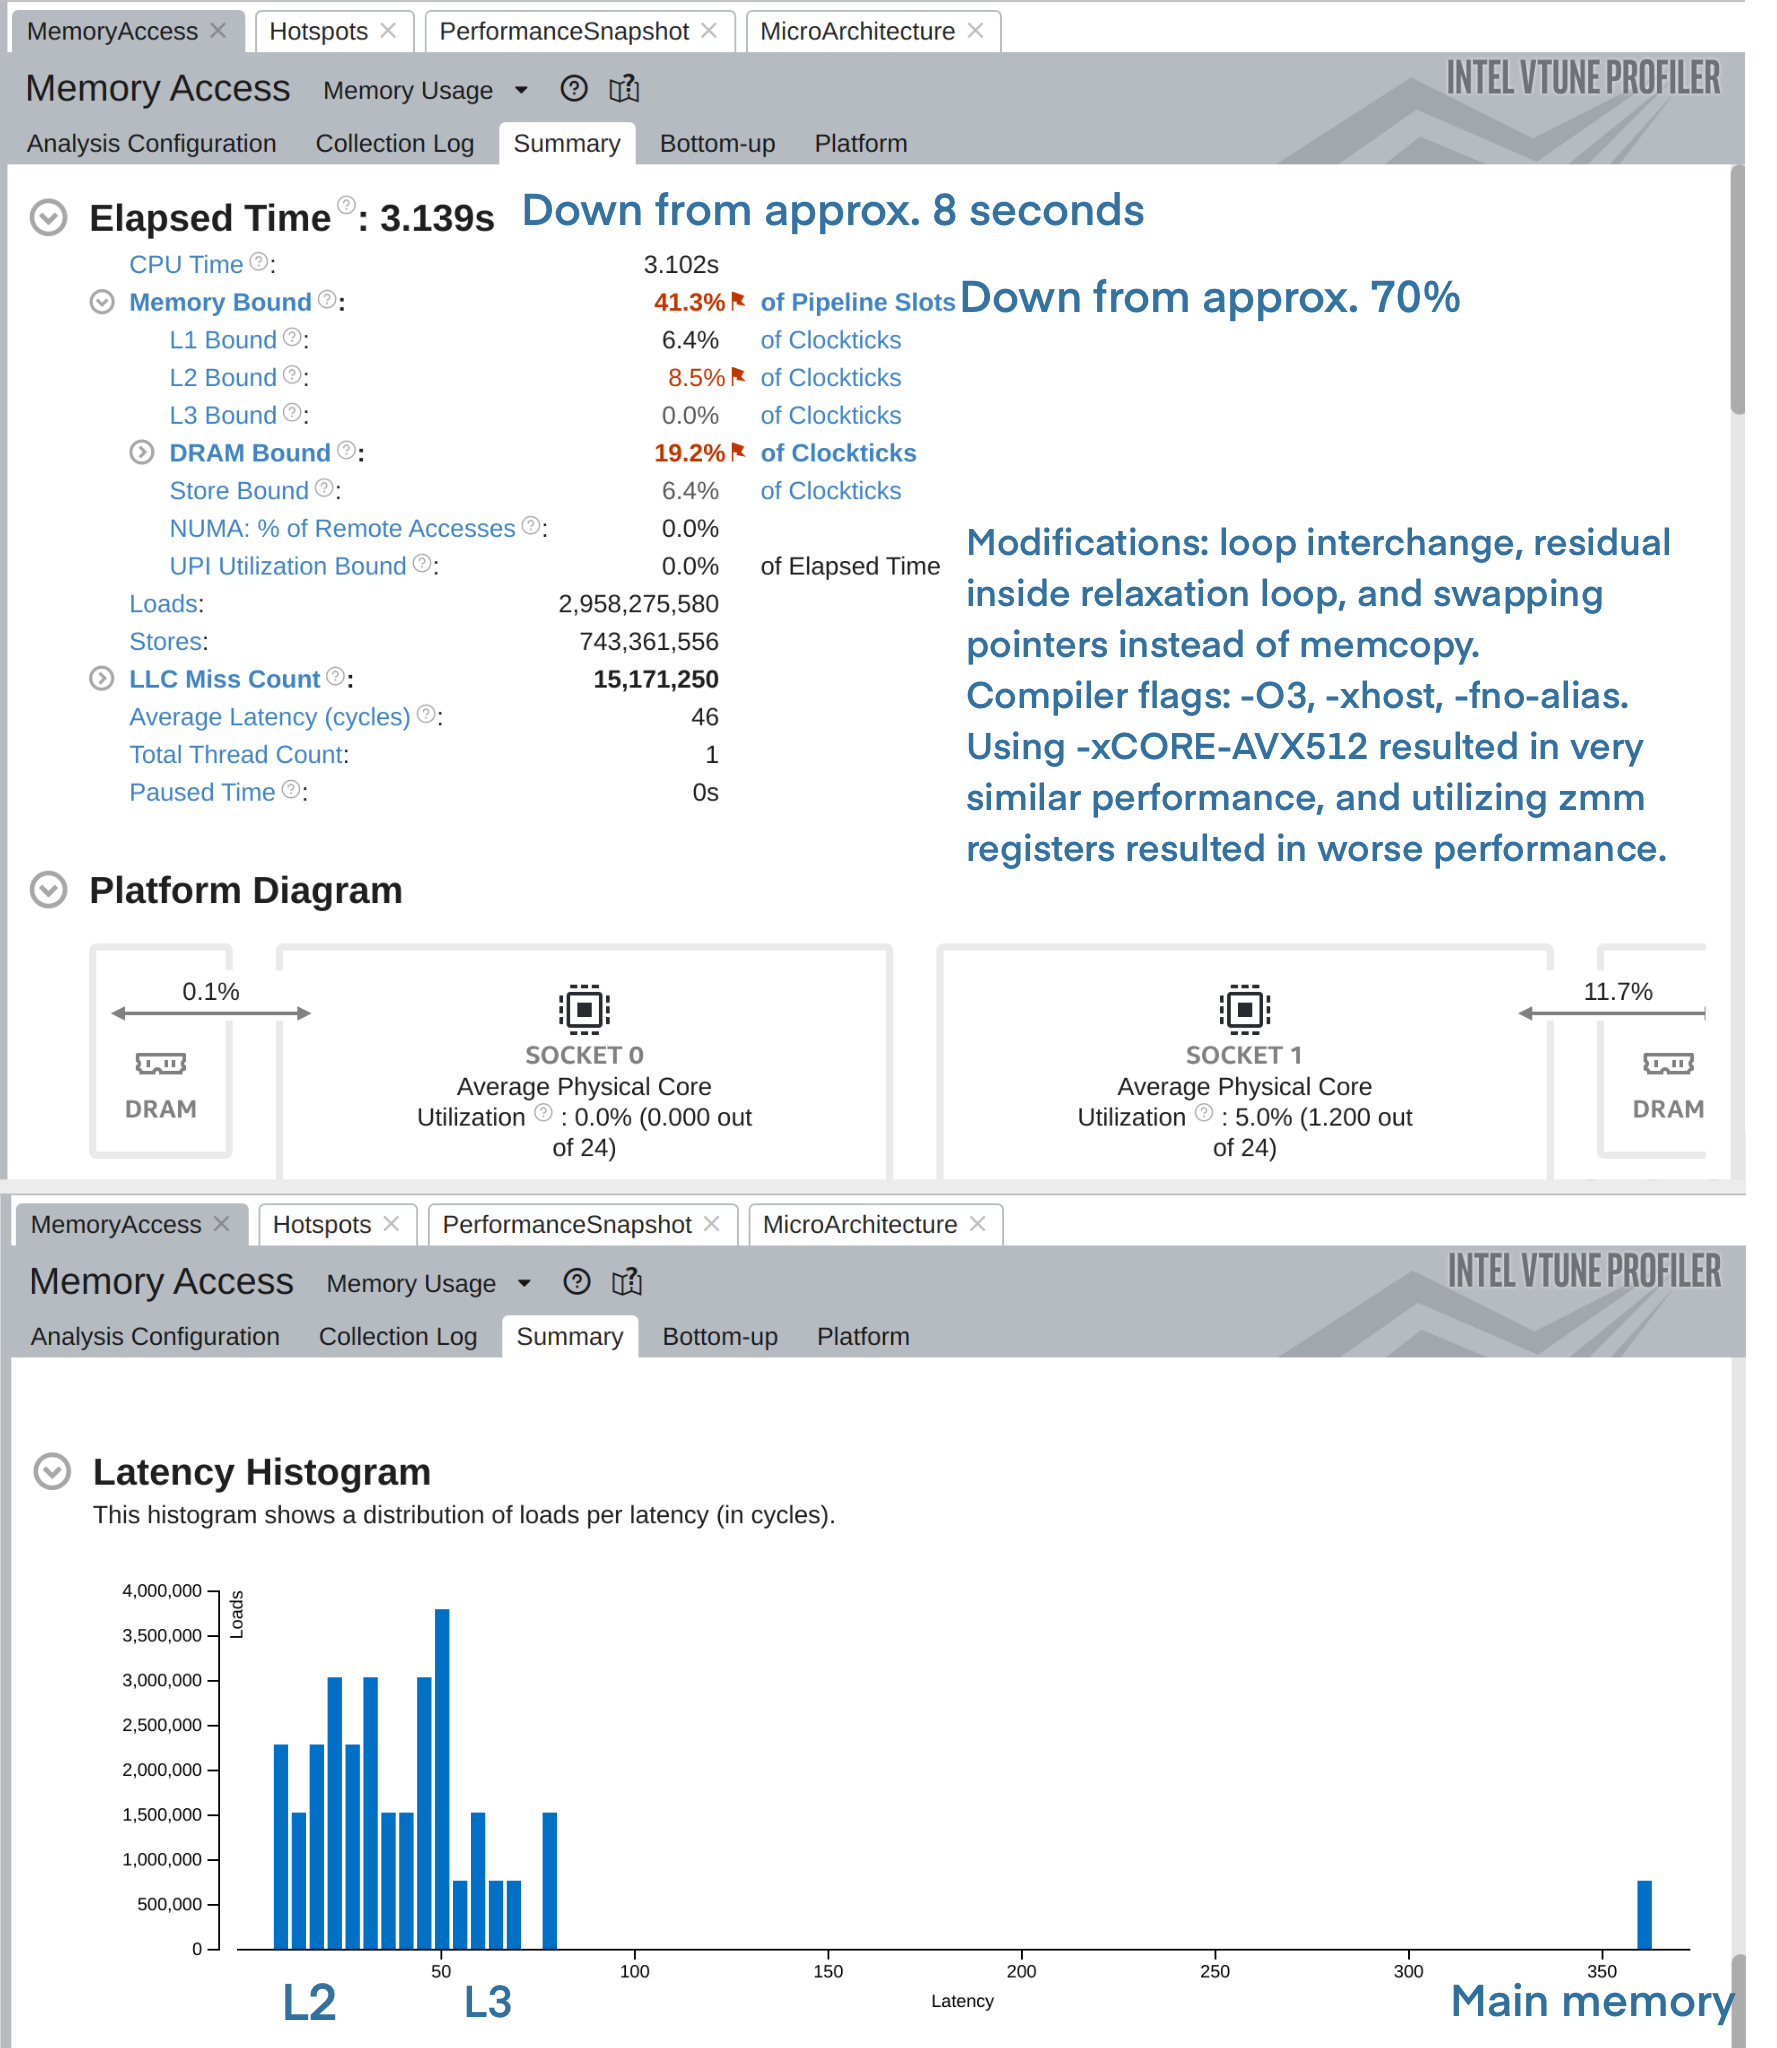 MemoryAccess
Hotspots
PerformanceSnapshot
MicroArchitecture
Memory Access
Memory Usage
INTEL VTUNE PROFILER
Analysis Configuration
Collection Log
Summary
Bottom-up
Platform
Elapsed Time: 3.139s
Down from approx. 8 seconds
CPU Time: 3.102s
Memory Bound: 41.3% of Pipeline Slots
Down from approx. 70%
L1 Bound: 6.4% of Clockticks
L2 Bound: 8.5% of Clockticks
L3 Bound: 0.0% of Clockticks
DRAM Bound: 19.2% of Clockticks
Store Bound: 6.4% of Clockticks
NUMA: % of Remote Accesses: 0.0%
UPI Utilization Bound: 0.0% of Elapsed Time
Loads: 2,958,275,580
Stores: 743,361,556
LLC Miss Count: 15,171,250
Average Latency (cycles): 46
Total Thread Count: 1
Paused Time: 0s
Modifications: loop interchange, residual
inside relaxation loop, and swapping
pointers instead of memcopy.
Compiler flags: -O3, -xhost, -fno-alias.
Using -xCORE-AVX512 resulted in very
similar performance, and utilizing zmm
registers resulted in worse performance.
Platform Diagram
0.1%
DRAM
SOCKET 0
Average Physical Core
Utilization : 0.0% (0.000 out
of 24)
SOCKET 1
Average Physical Core
Utilization : 5.0% (1.200 out
of 24)
11.7%
DRAM
MemoryAccess
Hotspots
PerformanceSnapshot
MicroArchitecture
Memory Access
Memory Usage
INTEL VTUNE PROFILER
Analysis Configuration
Collection Log
Summary
Bottom-up
Platform
Latency Histogram
This histogram shows a distribution of loads per latency (in cycles).
Loads
4,000,000
3,500,000
3,000,000
2,500,000
2,000,000
1,500,000
1,000,000
500,000
0
50
100
150
200
250
300
350
Latency
L2
L3
Main memory